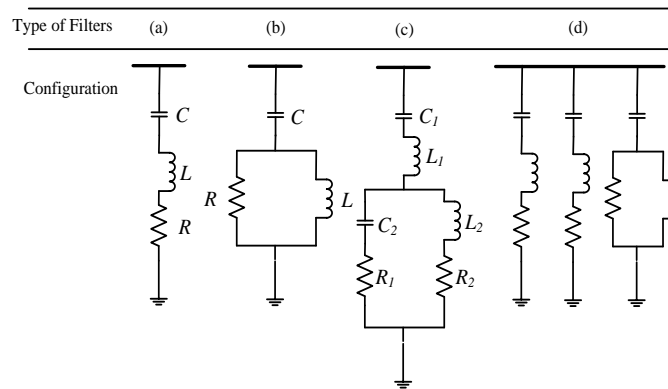 Type of Filters (a) (b) (c) (d)
Configuration
C
L
R
C
R
L
C1
L1
C2
L2
R1
R2